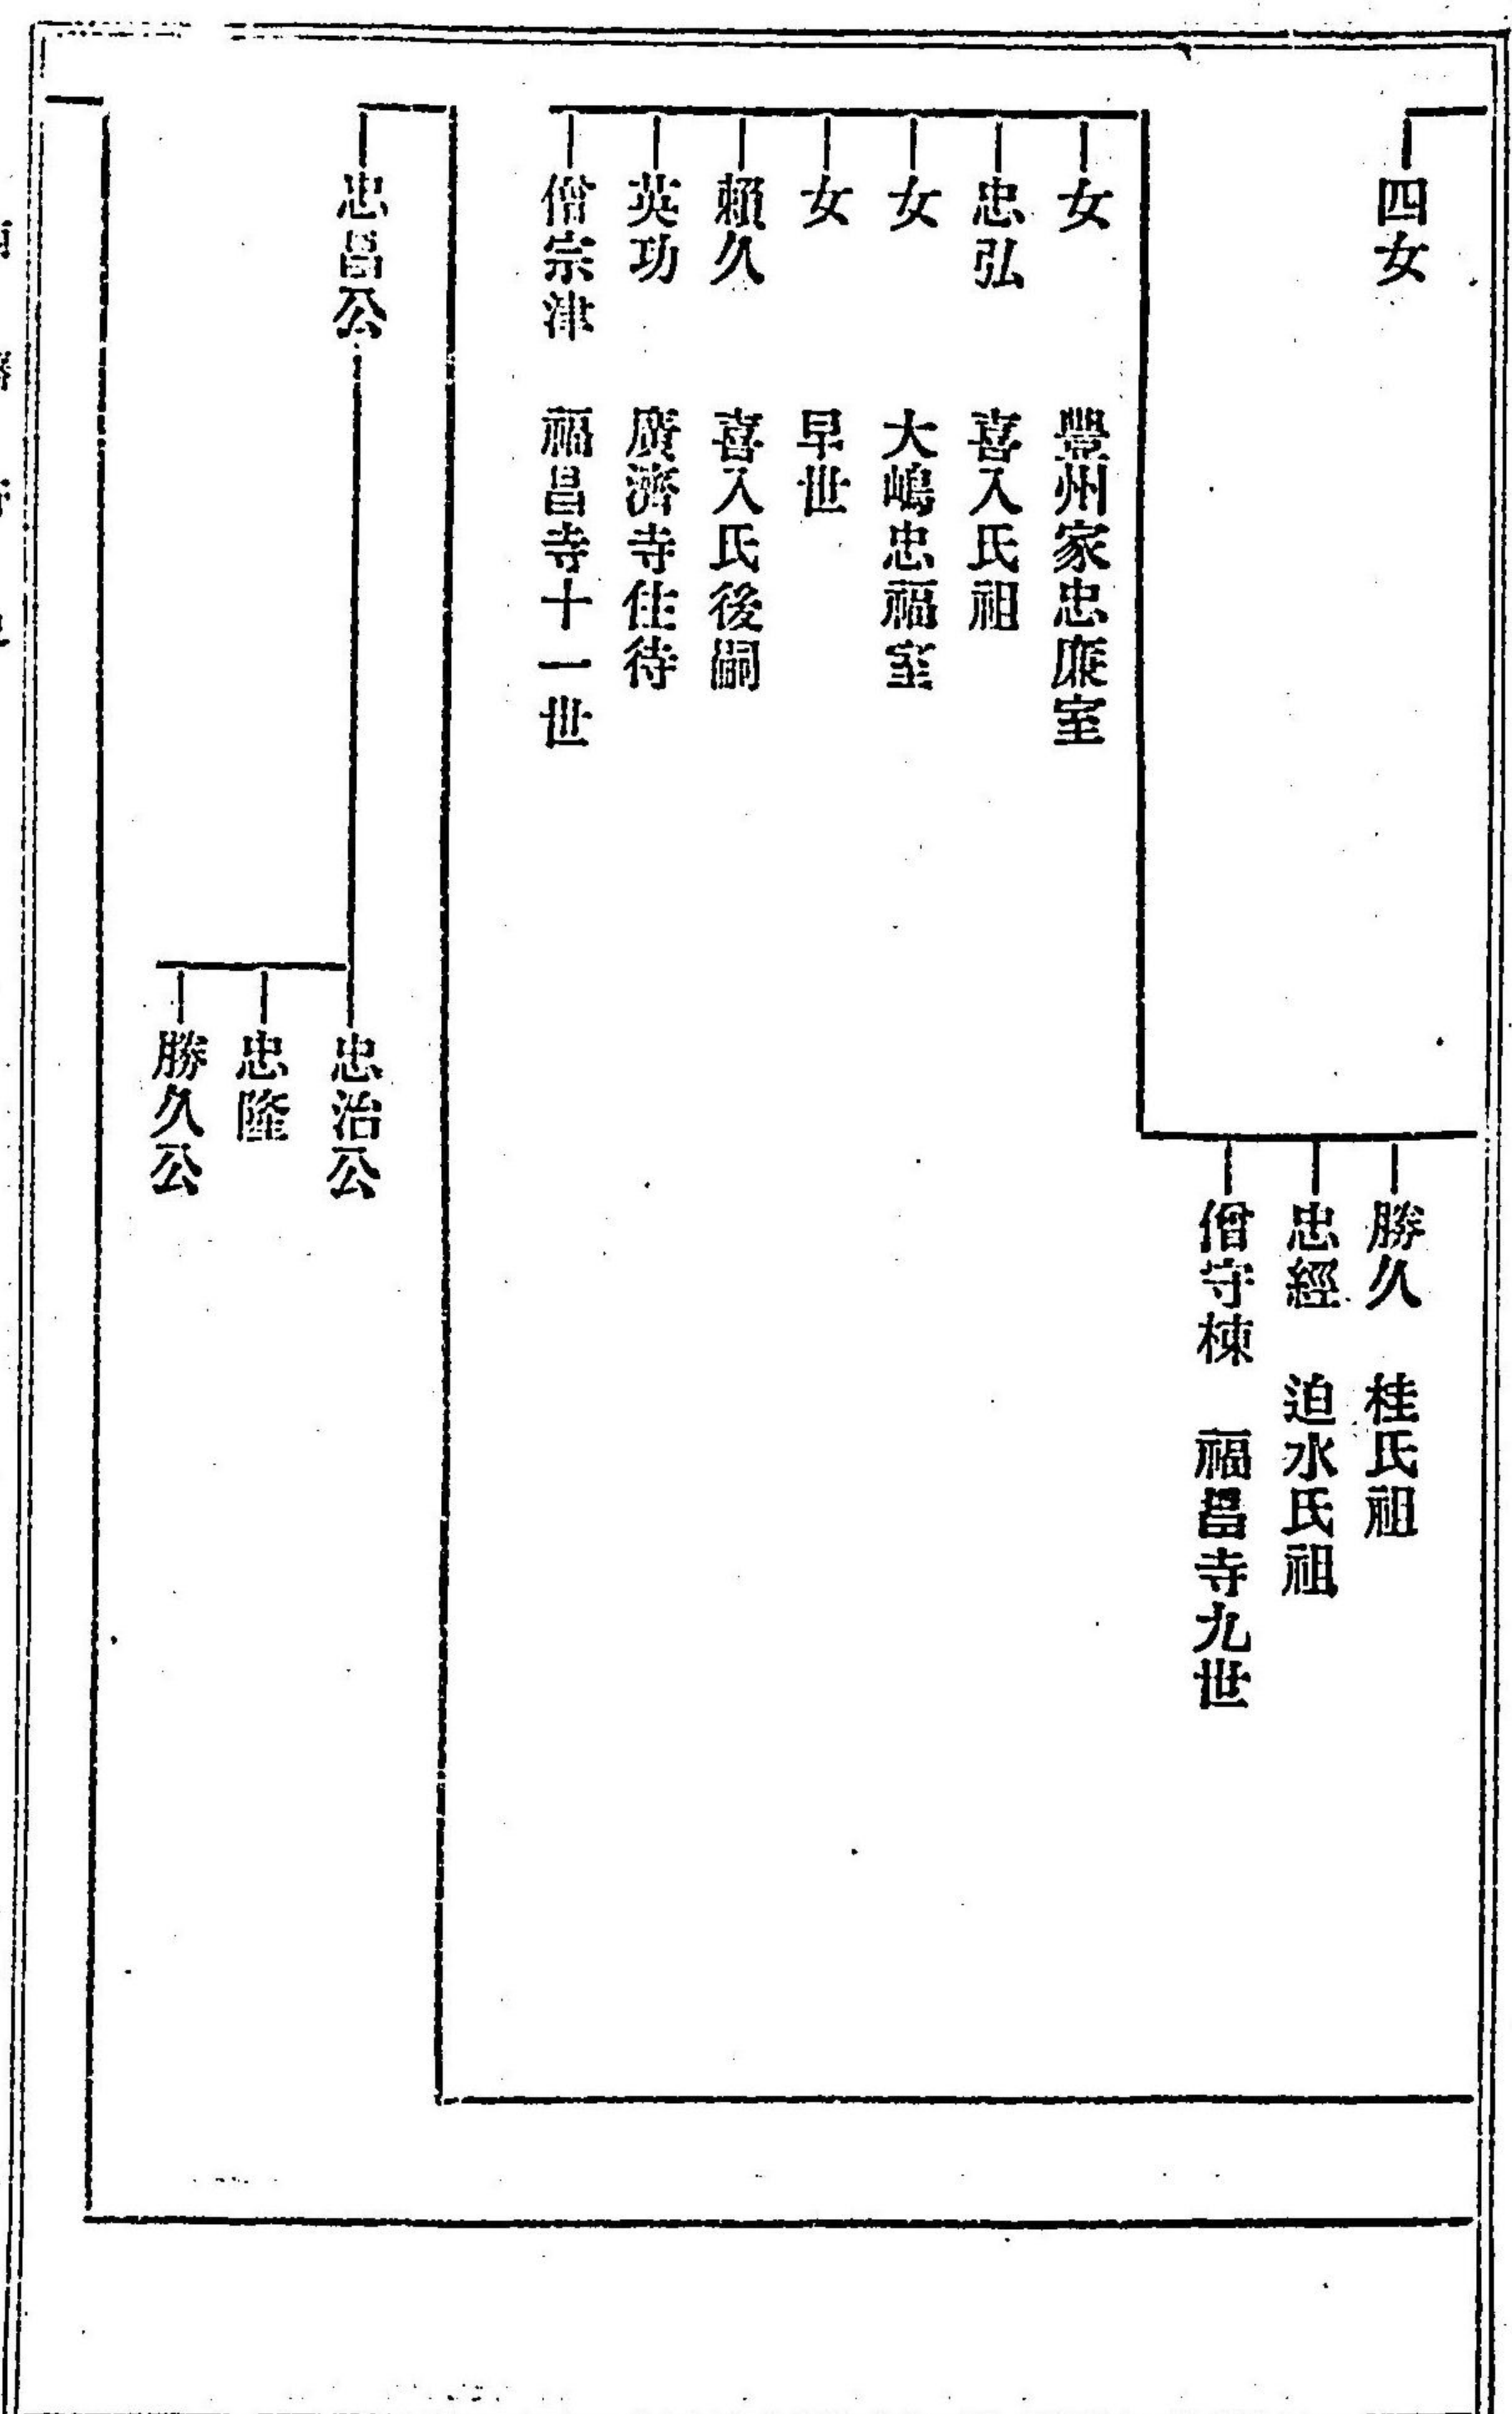 四女
勝久　桂氏祖
忠經　迫水氏祖
僧守棟　福昌寺九世
女　豐州家忠廉室
忠弘　喜入氏祖
女　大嶋忠福室
女　早世
賴久　喜入氏後嗣
英功　廣濟寺住待
僧宗津　福昌寺十一世
忠昌公
忠治公
忠隆
勝久公